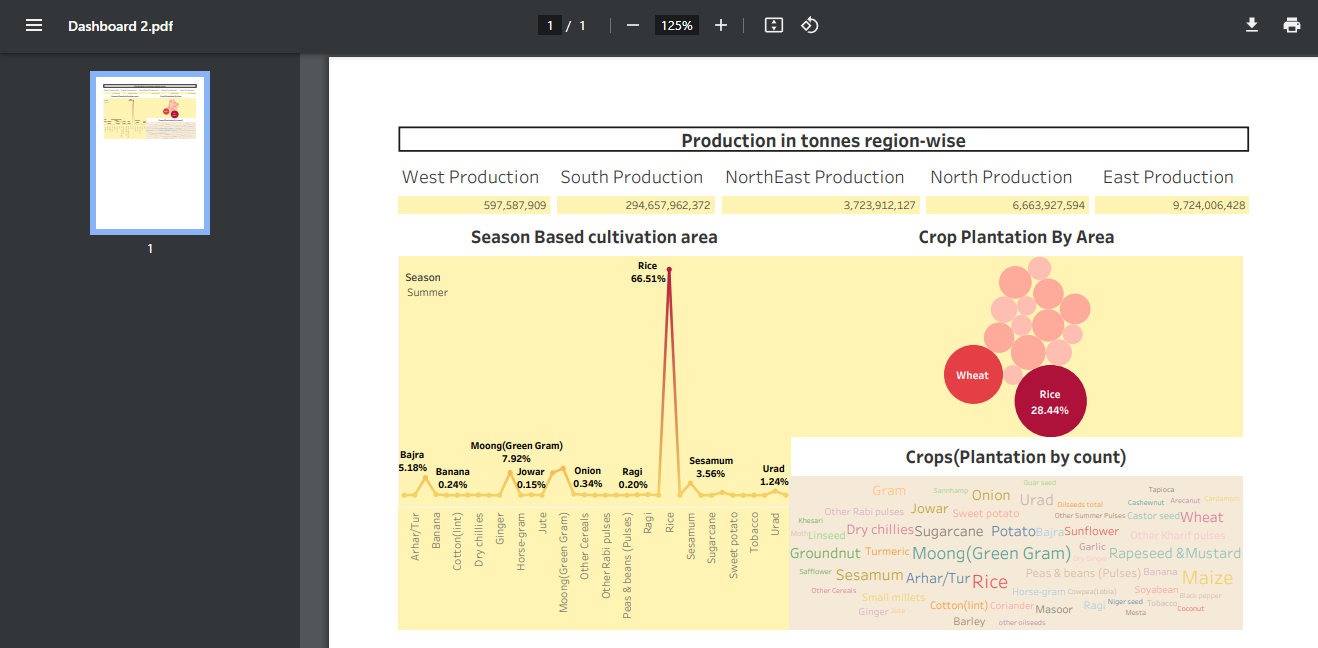 Dashboard 2.pdf
1 / 1
125%
1
Production in tonnes region-wise
West Production South Production NorthEast Production North Production East Production
597,587,909 294,657,962,372 3,723,912,127 6,663,927,594 9,724,006,428
Season Based cultivation area
Season
Summer
Rice
66.51%
Bajra
5.18%
Banana
0.24%
Moong(Green Gram)
7.92%
Jowar
0.15%
Onion
0.34%
Ragi
0.20%
Sesamum
3.56%
Urad
1.24%
Arhar/Tur
Banana
Cotton(lint)
Dry chillies
Ginger
Horse-gram
Jute
Moong(Green Gram)
Other Cereals
Other Rabi pulses
Peas & beans (Pulses)
Ragi
Rice
Sesamum
Sugarcane
Sweet potato
Tobacco
Urad
Crop Plantation By Area
Wheat
Rice
28.44%
Crops(Plantation by count)
Guar seed
Gram Sannhamp Onion Urad Oilseeds total Tapioca
Cashewnut Arecanut Cardamom
Other Rabi pulses Jowar Sweet potato Other Summer Pulses Castor seed Wheat
Khesari
Moth Linseed Dry chillies Sugarcane Potato Bajra Sunflower Other Kharif pulses
Groundnut Turmeric Moong(Green Gram) Garlic Rapeseed &Mustard
Dry Ginger
Safflower Sesamum Arhar/Tur Rice Peas & beans (Pulses) Banana Maize
Other Cereals Horse-gram Cowpea(Lobia) Soyabean
Small millets Black pepper
Ginger Jute Cotton(lint) Coriander Masoor Ragi Niger seed Tobacco Coconut
Mesta
Barley other oilseeds